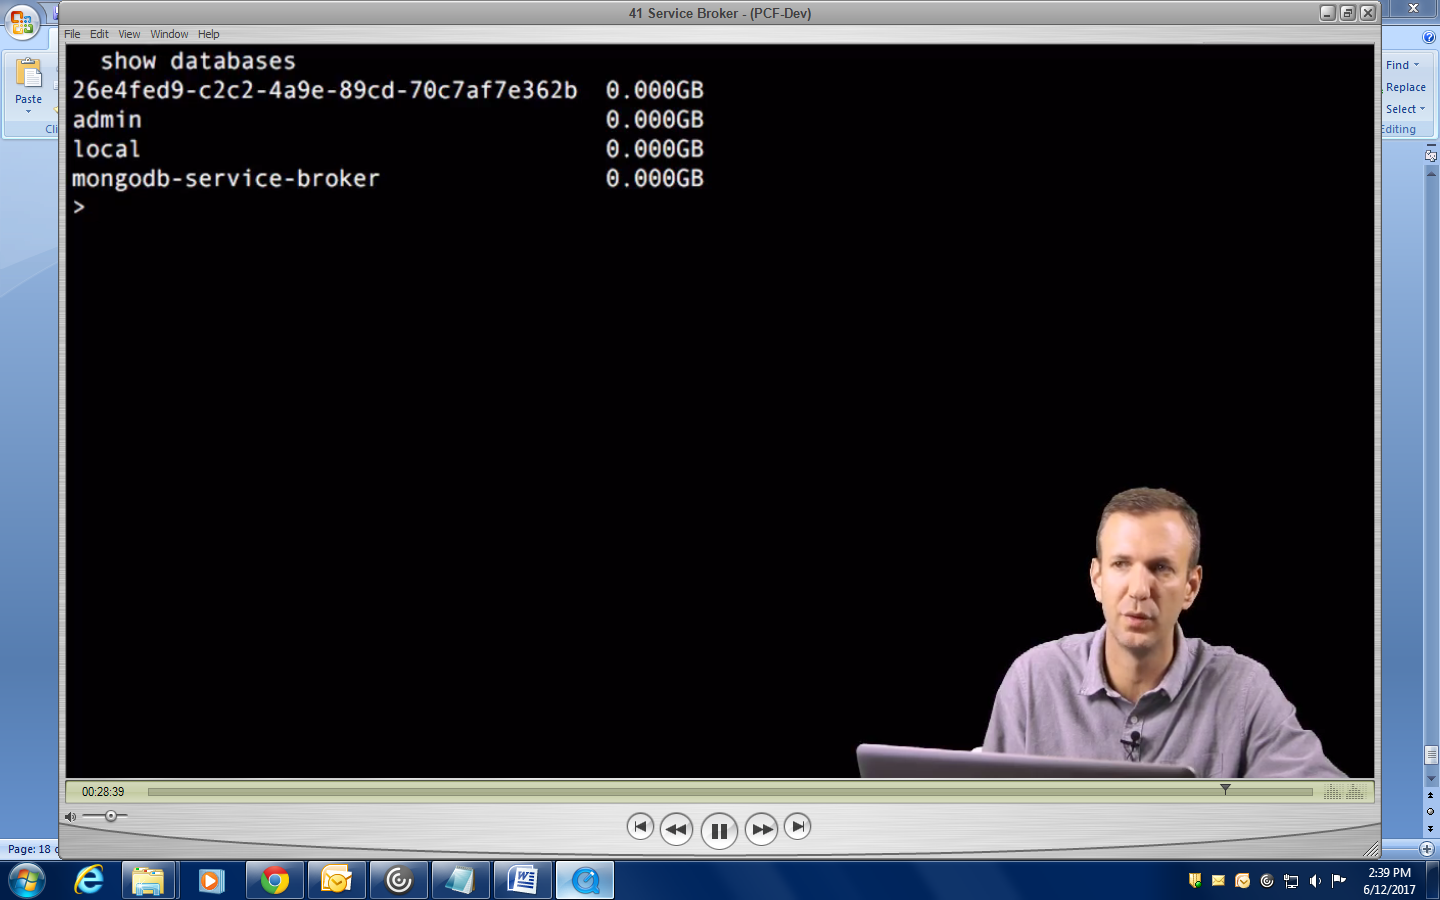 41 Service Broker - (PCF-Dev)
File Edit View Window Help
show databases
26e4fed9-c2c2-4a9e-89cd-70c7af7e362b 0.000GB
admin 0.000GB
local 0.000GB
mongodb-service-broker 0.000GB
>
Paste
Find
Replace
Select
Editing
00:28:39
Page: 18
2:39 PM
6/12/2017